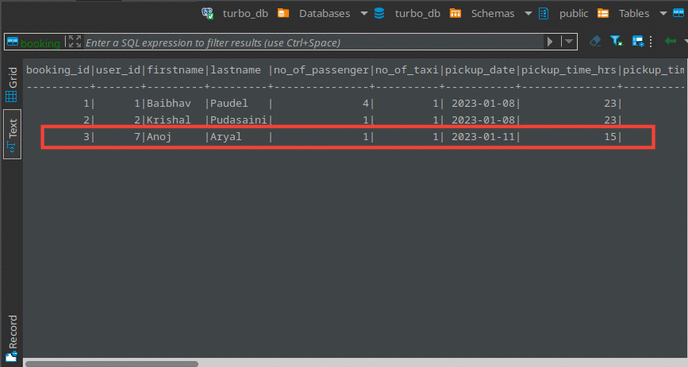 turbo_db Databases turbo_db Schemas public Tables
booking Enter a SQL expression to filter results (use Ctrl+Space)
Grid
Text
Record
booking_id|user_id|firstname|lastname |no_of_passenger|no_of_taxi|pickup_date|pickup_time_hrs|pickup_tim
----------+-------+---------+---------+---------------+----------+-----------+---------------+----------
1| 1|Baibhav |Paudel | 4| 1| 2023-01-08| 23|
2| 2|Krishal |Pudasaini| 1| 1| 2023-01-08| 23|
3| 7|Anoj |Aryal | 1| 1| 2023-01-11| 15|